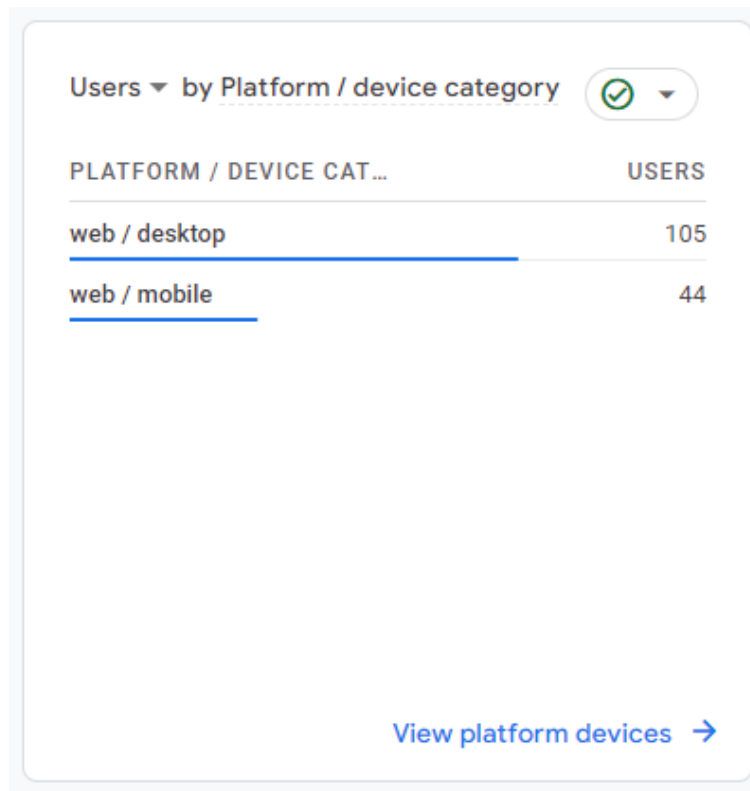 Users by Platform / device category
PLATFORM / DEVICE CAT...
USERS
web / desktop
105
web / mobile
44
View platform devices →